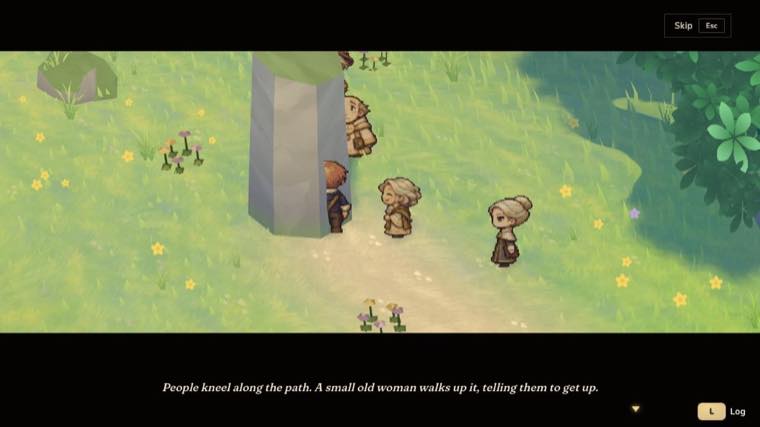 Skip Esc
People kneel along the path. A small old woman walks up it, telling them to get up.
L Log